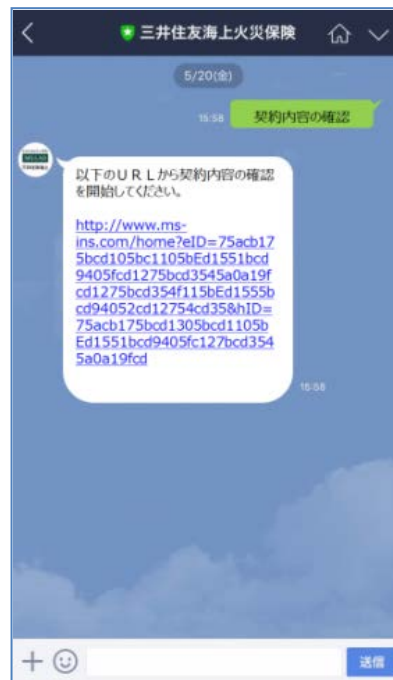 三井住友海上火災保険
5/20(金)
15:58
契約内容の確認
以下のＵＲＬから契約内容の確認
を開始してください。
http://www.ms-
ins.com/home?eID=75acb17
5bcd105bc1105bEd1551bcd
9405fcd1275bcd3545a0a19f
cd1275bcd354f115bEd1555b
cd94052cd12754cd35&hID=
75acb175bcd1305bcd1105b
Ed1551bcd9405fc127bcd354
5a0a19fcd
15:58
送信